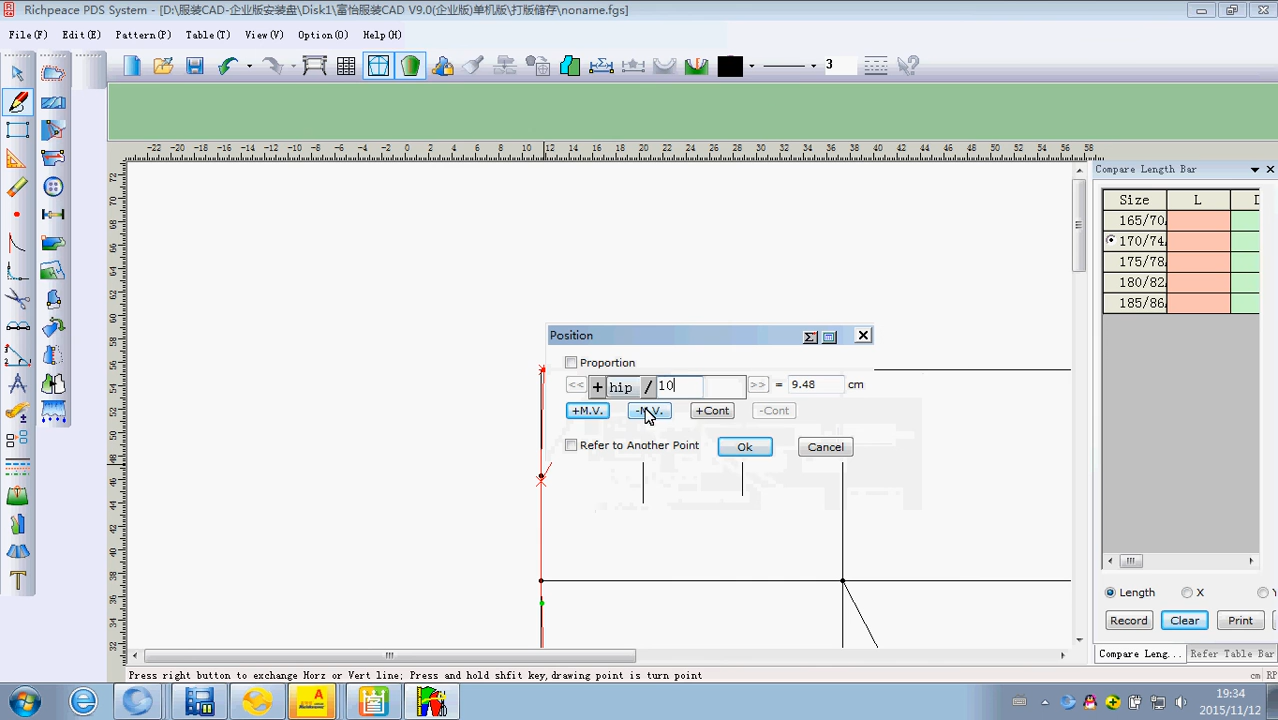 Richpeace PDS System - [D:\服装CAD-企业版安装盘\Disk1\富怡服装CAD V9.0(企业版)单机版\打版储存\noname.fgs]
File(F) Edit(E) Pattern(P) Table(T) View(V) Option(O) Help(H)
3
-22 -20 -18 -16 -14 -12 -10 -8 -6 -4 -2 0 2 4 6 8 10 12 14 16 18 20 22 24 26 28 30 32 34 36 38 40 42 44 46 48 50 52 54 56 58
72 70 68 66 64 62 60 58 56 54 52 50 48 46 44 42 40 38 36 34 32
Compare Length Bar
Size L
165/70
170/74
175/78
180/82
185/86
Position
Proportion
<< + hip / 10 >> = 9.48 cm
+M.V. -M.V. +Cont -Cont
Refer to Another Point Ok Cancel
Length X Y
Record Clear Print
Compare Leng... Refer Table Bar
Press right button to exchange Horz or Vert line; Press and hold shfit key, drawing point is turn point
cm RP
19:34
2015/11/12